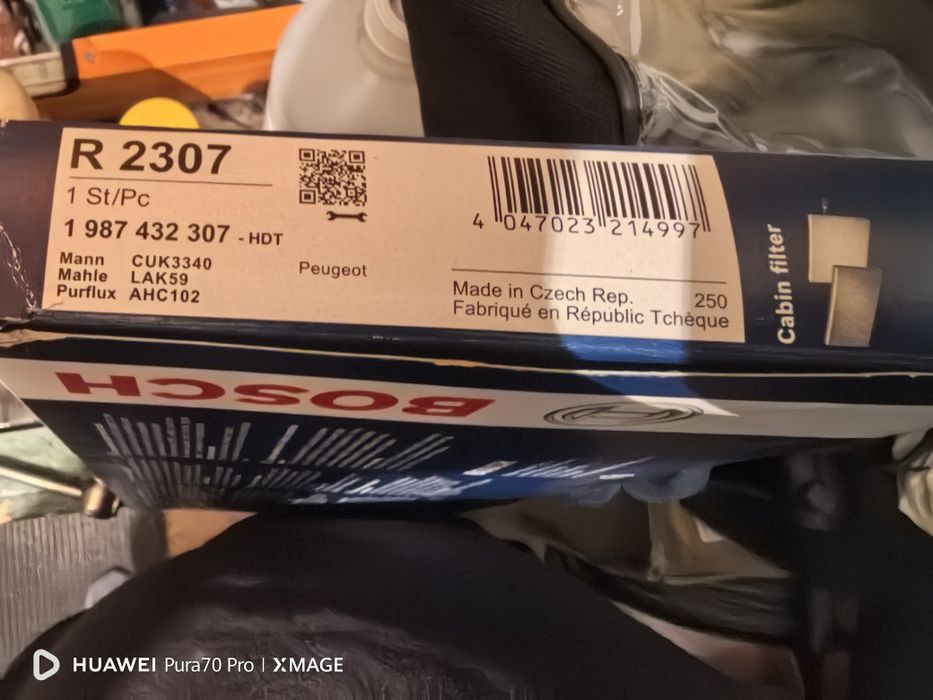 R 2307
1 St/Pc
1 987 432 307 - HDT
Mann CUK3340
Mahle LAK59
Purflux AHC102
Peugeot
4 047023 214997
Made in Czech Rep. 250
Fabriqué en Républic Tchèque
Cabin filter
BOSCH
HUAWEI Pura70 Pro | XMAGE